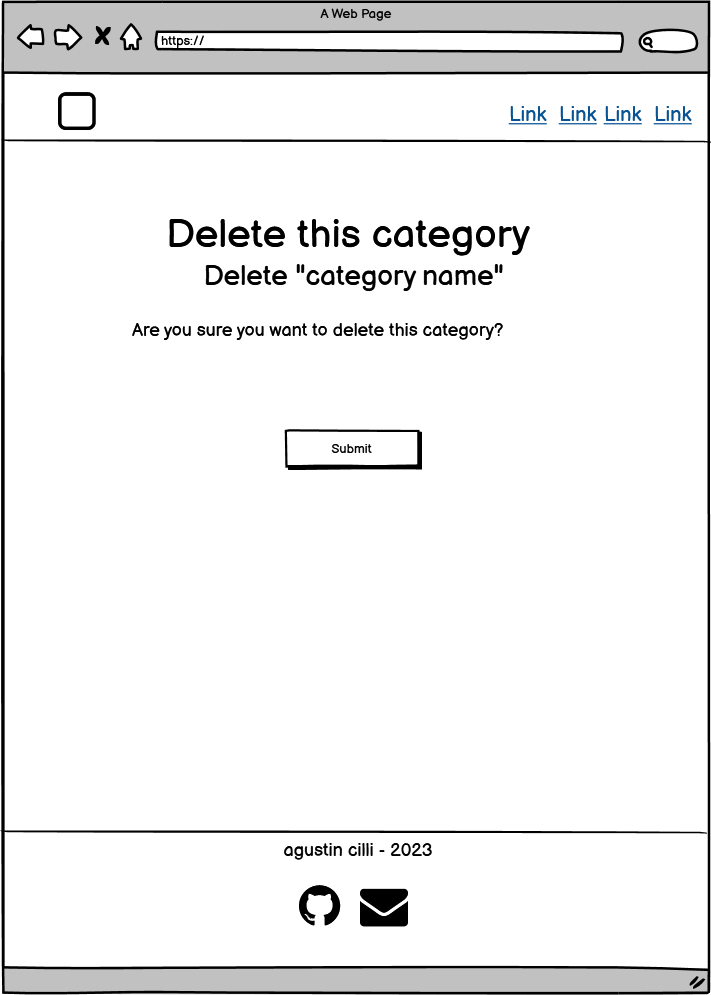 A Web Page
https://
Link Link Link Link
Delete this category
Delete "category name"
Are you sure you want to delete this category?
Submit
agustin cilli - 2023